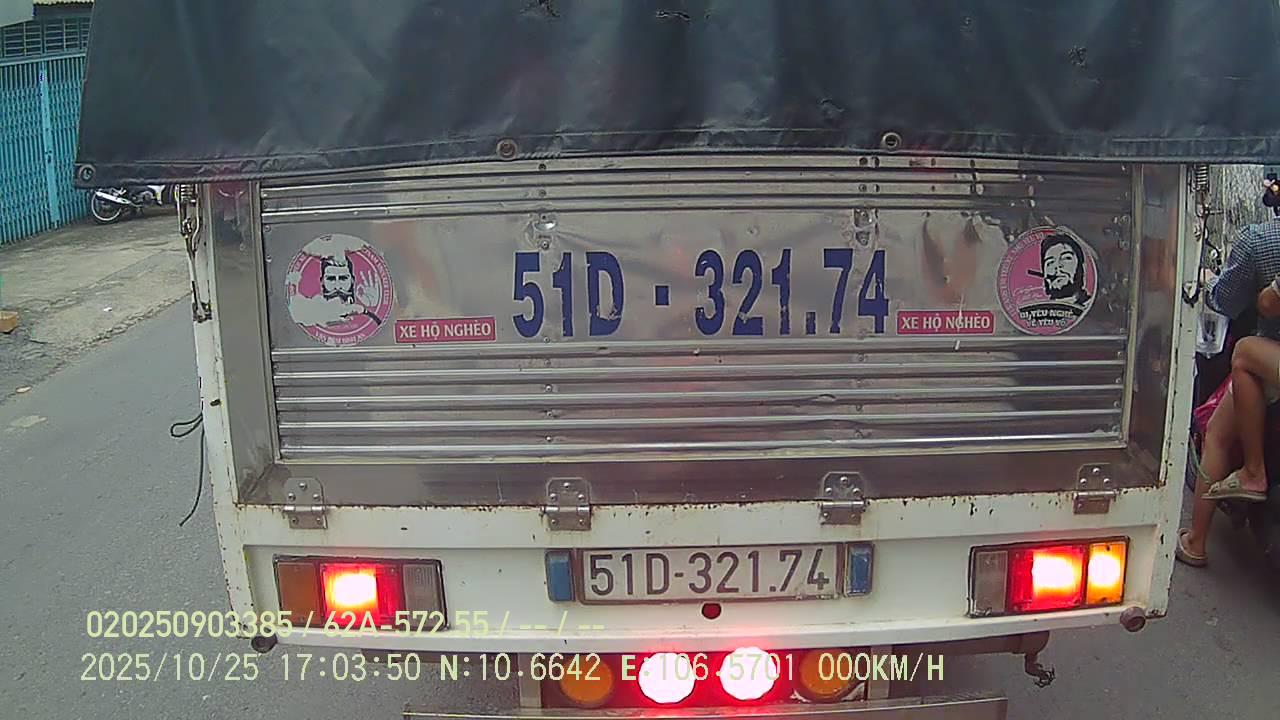 51D - 321.74
XE HỘ NGHÈO
XE HỘ NGHÈO
ĐI YÊU NGHỀ
VỀ YÊU VỢ
51D-321.74
020250903385 / 62A-572.55 / -- / --
2025/10/25 17:03:50 N:10.6642 E:106.5701 000KM/H